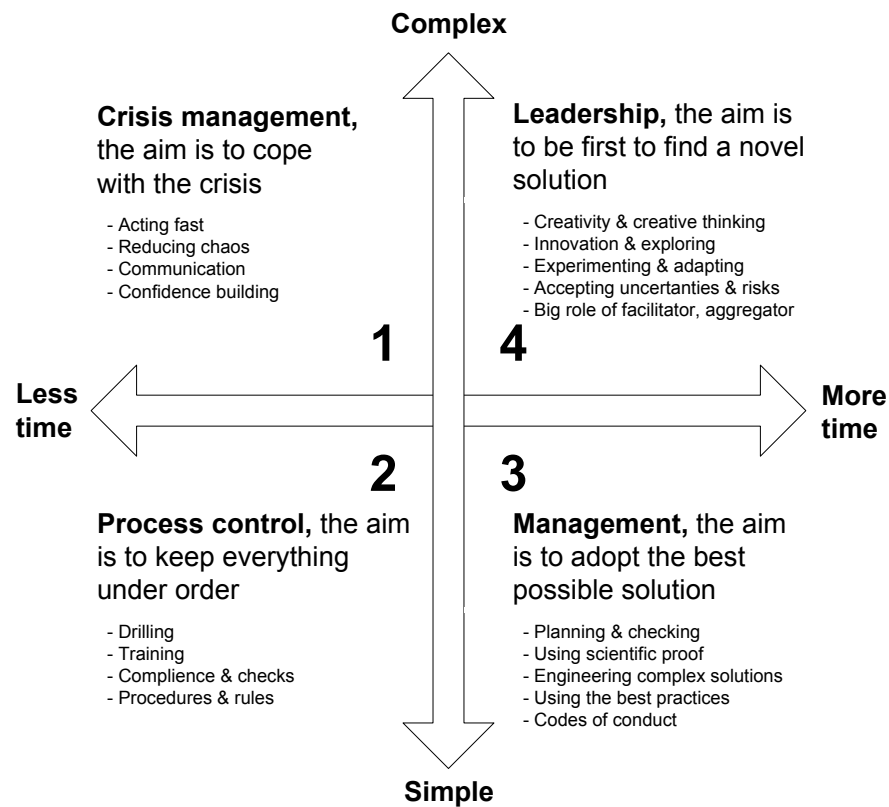 Complex
Crisis management,
the aim is to cope
with the crisis
- Acting fast
- Reducing chaos
- Communication
- Confidence building
1
Leadership, the aim is
to be first to find a novel
solution
- Creativity & creative thinking
- Innovation & exploring
- Experimenting & adapting
- Accepting uncertanties & risks
- Big role of facilitator, aggregator
4
Less
time
More
time
2
Process control, the aim
is to keep everything
under order
- Drilling
- Training
- Complience & checks
- Procedures & rules
3
Management, the aim
is to adopt the best
possible solution
- Planning & checking
- Using scientific proof
- Engineering complex solutions
- Using the best practices
- Codes of conduct
Simple